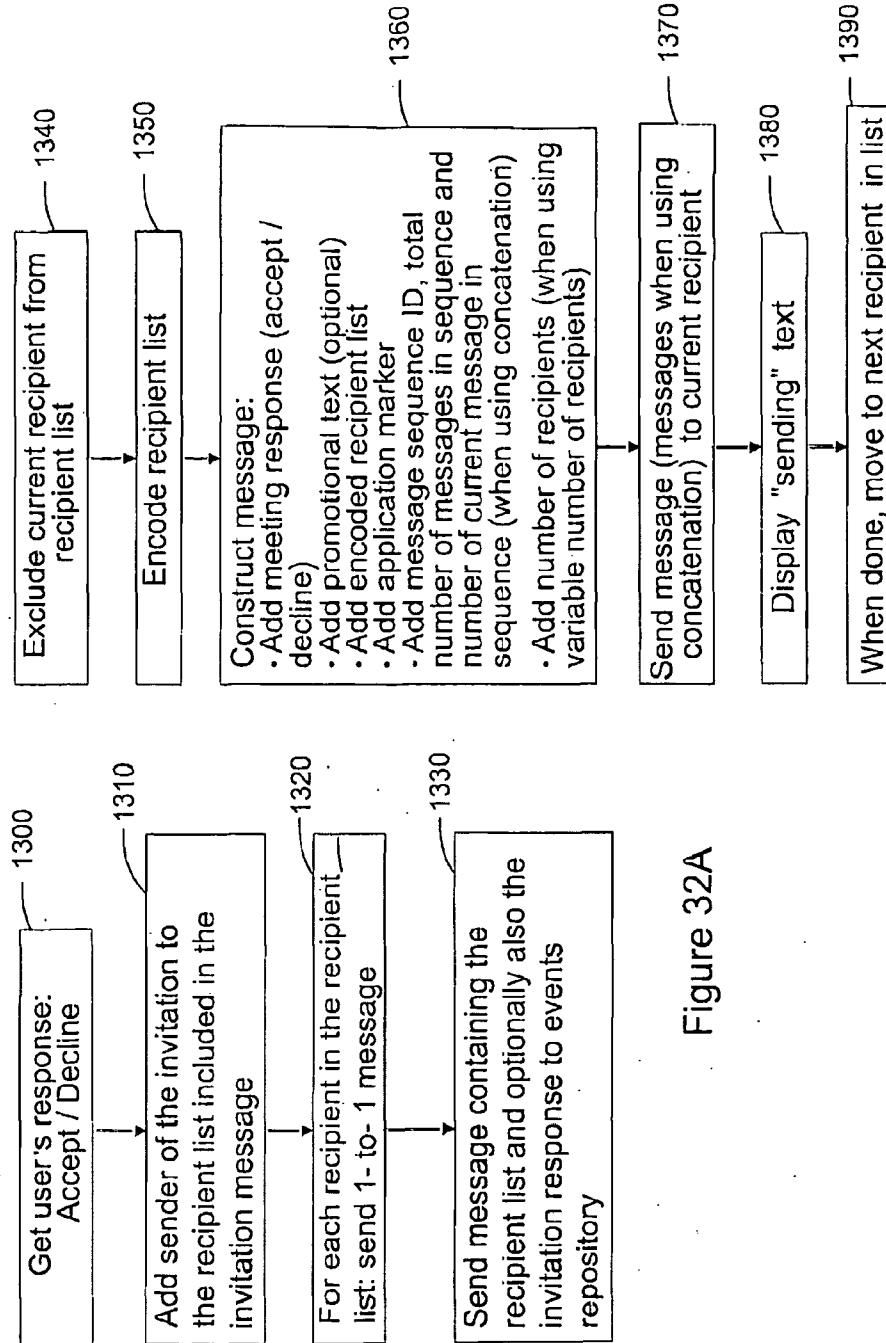 1300
Get user's response:
Accept / Decline
1310
Add sender of the invitation to
the recipient list included in the
invitation message
1320
For each recipient in the recipient
list: send 1- to- 1 message
1330
Send message containing the
recipient list and optionally also the
invitation response to events
repository
1340
Exclude current recipient from
recipient list
1350
Encode recipient list
1360
Construct message:
• Add meeting response (accept /
decline)
• Add promotional text (optional)
• Add encoded recipient list
• Add application marker
• Add message sequence ID, total
number of messages in sequence and
number of current message in
sequence (when using concatenation)
• Add number of recipients (when using
variable number of recipients)
1370
Send message (messages when using
concatenation) to current recipient
1380
Display "sending" text
1390
When done, move to next recipient in list
Figure 32A